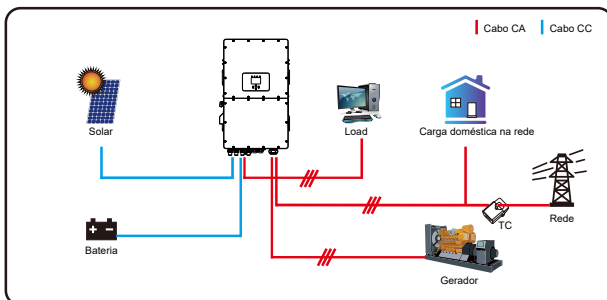 Cabo CA
Cabo CC
Solar
Load
Carga doméstica na rede
TC
Rede
Bateria
Gerador